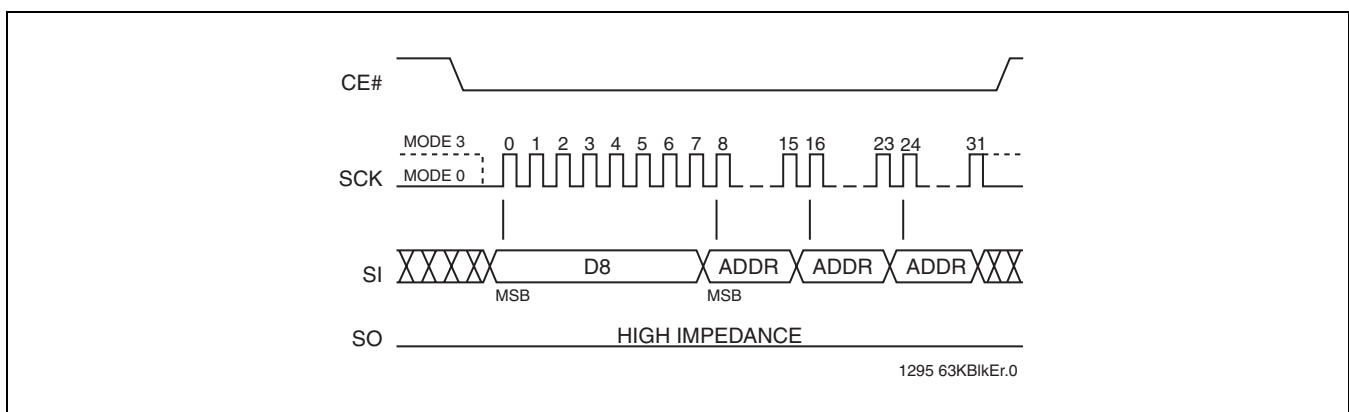 CE#
MODE 3
0 1 2 3 4 5 6 7 8 15 16 23 24 31
SCK
MODE 0
SI
D8
ADDR
ADDR
ADDR
MSB
MSB
SO
HIGH IMPEDANCE
1295 63KBlkEr.0